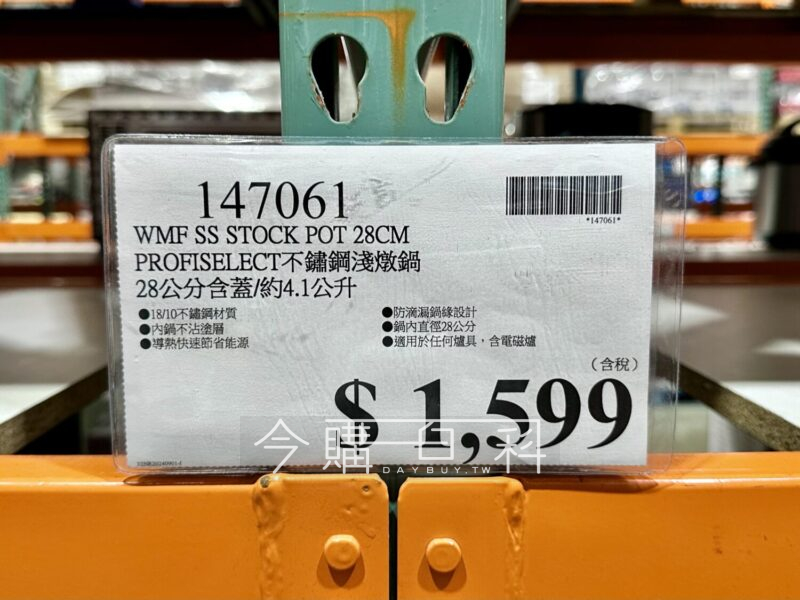 147061
*147061*
WMF SS STOCK POT 28CM
PROFISELECT不鏽鋼淺燉鍋
28公分含蓋/約4.1公升
●18/10不鏽鋼材質
●內鍋不沾塗層
●導熱快速節省能源
●防滴漏鍋緣設計
●鍋內直徑28公分
●適用於任何爐具，含電磁爐
（含稅）
$ 1,599
今購百科
DAYBUY.TW